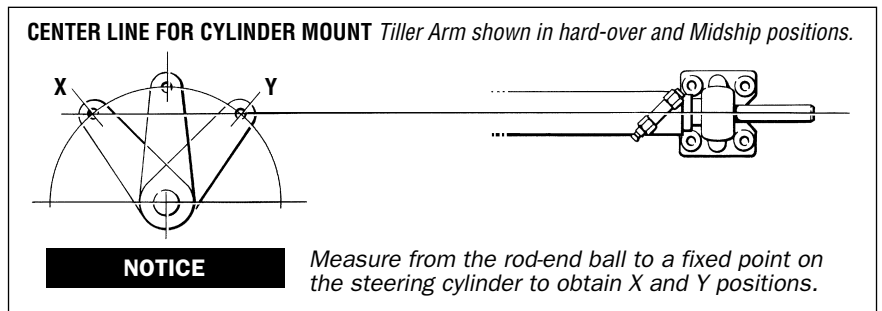 CENTER LINE FOR CYLINDER MOUNT Tiller Arm shown in hard-over and Midship positions.
X
Y
NOTICE
Measure from the rod-end ball to a fixed point on
the steering cylinder to obtain X and Y positions.